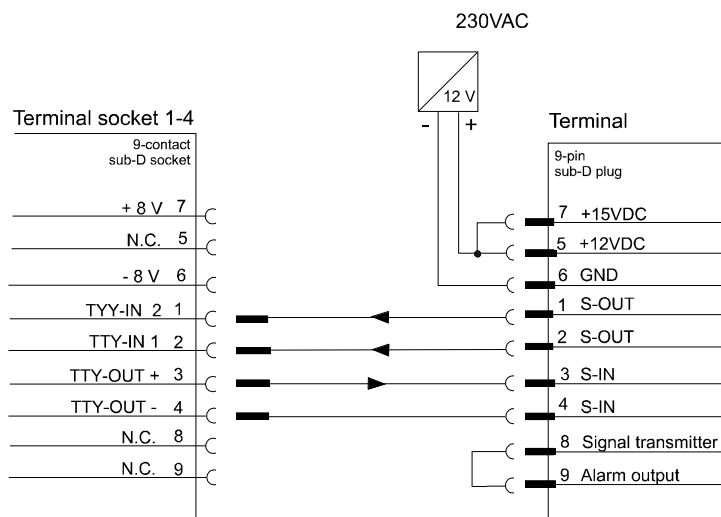 230VAC
12 V
- +
Terminal socket 1-4
9-contact
sub-D socket
+ 8 V 7
N.C. 5
- 8 V 6
TYY-IN 2 1
TTY-IN 1 2
TTY-OUT + 3
TTY-OUT - 4
N.C. 8
N.C. 9
Terminal
9-pin
sub-D plug
7 +15VDC
5 +12VDC
6 GND
1 S-OUT
2 S-OUT
3 S-IN
4 S-IN
8 Signal transmitter
9 Alarm output